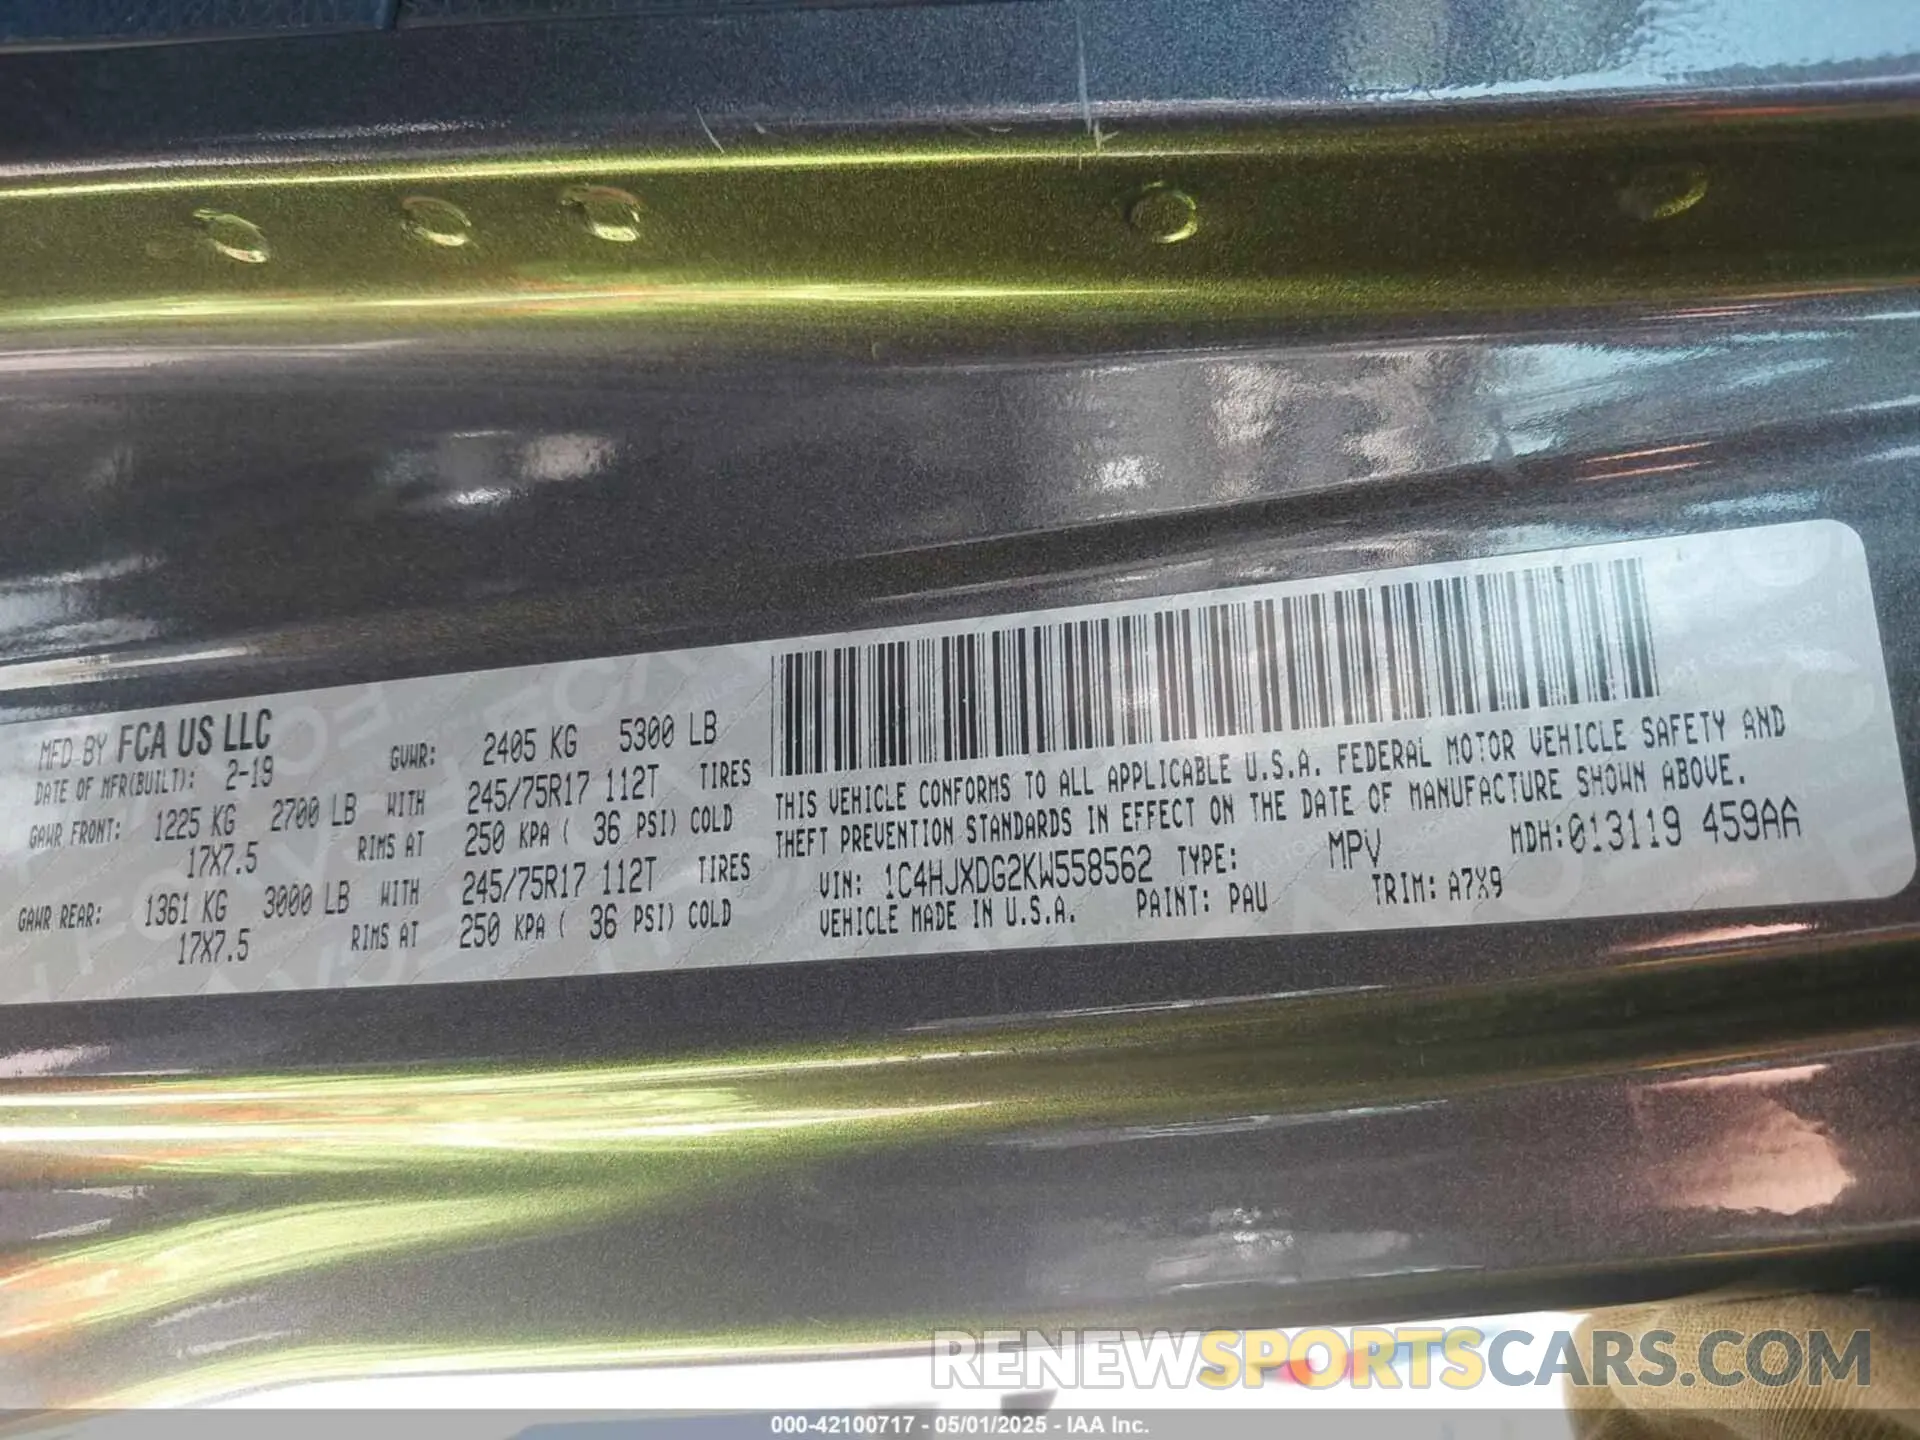 MFD BY FCA US LLC GVWR: 2405 KG 5300 LB
DATE OF MFR(BUILT): 2-19
GAWR FRONT: 1225 KG 2700 LB WITH 245/75R17 112T TIRES
17X7.5 RIMS AT 250 KPA ( 36 PSI) COLD
GAWR REAR: 1361 KG 3000 LB WITH 245/75R17 112T TIRES
17X7.5 RIMS AT 250 KPA ( 36 PSI) COLD
THIS VEHICLE CONFORMS TO ALL APPLICABLE U.S.A. FEDERAL MOTOR VEHICLE SAFETY AND
THEFT PREVENTION STANDARDS IN EFFECT ON THE DATE OF MANUFACTURE SHOWN ABOVE.
VIN: 1C4HJXDG2KW558562 TYPE: MPV MDH:013119 459AA
VEHICLE MADE IN U.S.A. PAINT: PAU TRIM: A7X9
RENEWSPORTSCARS.COM
000-42100717 - 05/01/2025 - IAA Inc.